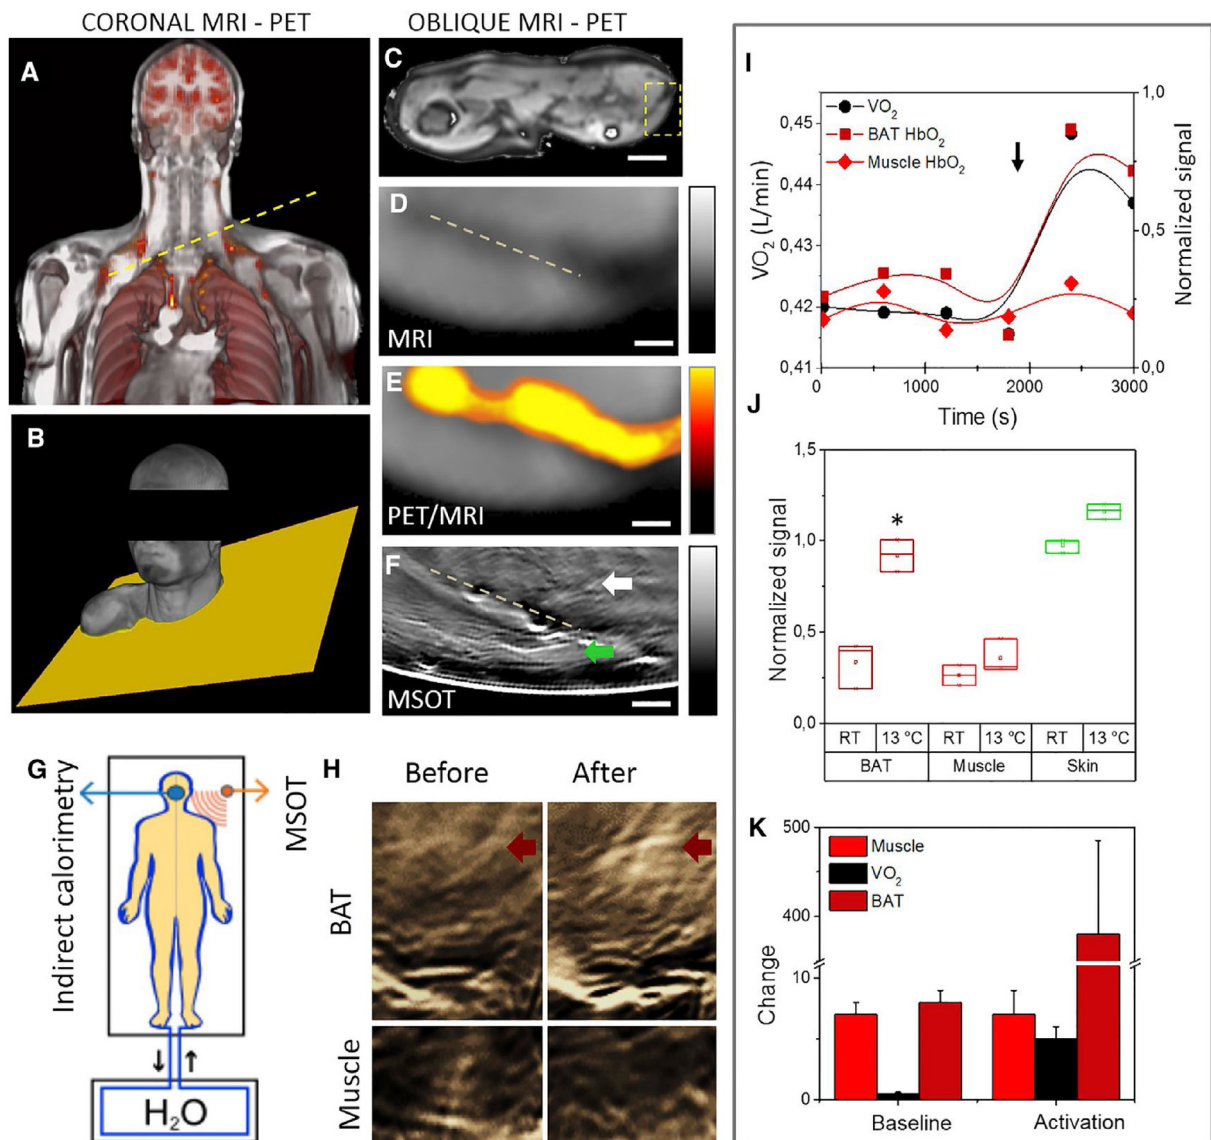 CORONAL MRI - PET
OBLIQUE MRI - PET
A
B
C
D
MRI
E
PET/MRI
F
MSOT
G
Indirect calorimetry
MSOT
H₂O
H
Before
After
BAT
Muscle
I
VO₂
BAT HbO₂
Muscle HbO₂
VO₂ (L/min)
0,45
0,44
0,43
0,42
0,41
1,0
0,5
0,0
Normalized signal
0
1000
2000
3000
Time (s)
J
Normalized signal
1,5
1,0
0,5
0,0
*
RT
13 °C
RT
13 °C
RT
13 °C
BAT
Muscle
Skin
K
Muscle
VO₂
BAT
Change
500
400
10
0
Baseline
Activation